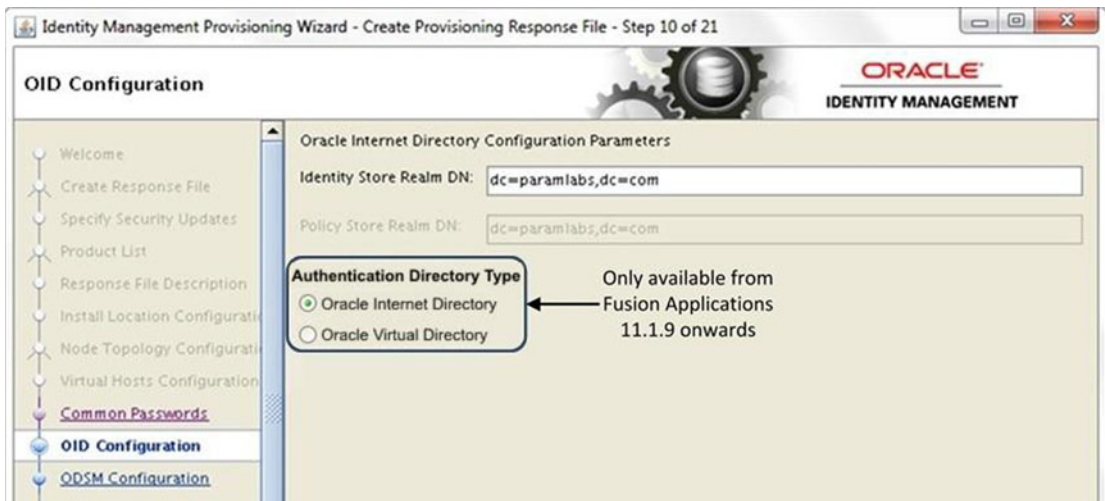 Identity Management Provisioning Wizard - Create Provisioning Response File - Step 10 of 21
OID Configuration
ORACLE
IDENTITY MANAGEMENT
Welcome
Create Response File
Specify Security Updates
Product List
Response File Description
Install Location Configurati
Node Topology Configurati
Virtual Hosts Configuration
Common Passwords
OID Configuration
ODSM Configuration
Oracle Internet Directory Configuration Parameters
Identity Store Realm DN: dc=paramlabs,dc=com
Policy Store Realm DN: dc=paramlabs,dc=com
Authentication Directory Type
Oracle Internet Directory
Oracle Virtual Directory
Only available from
Fusion Applications
11.1.9 onwards